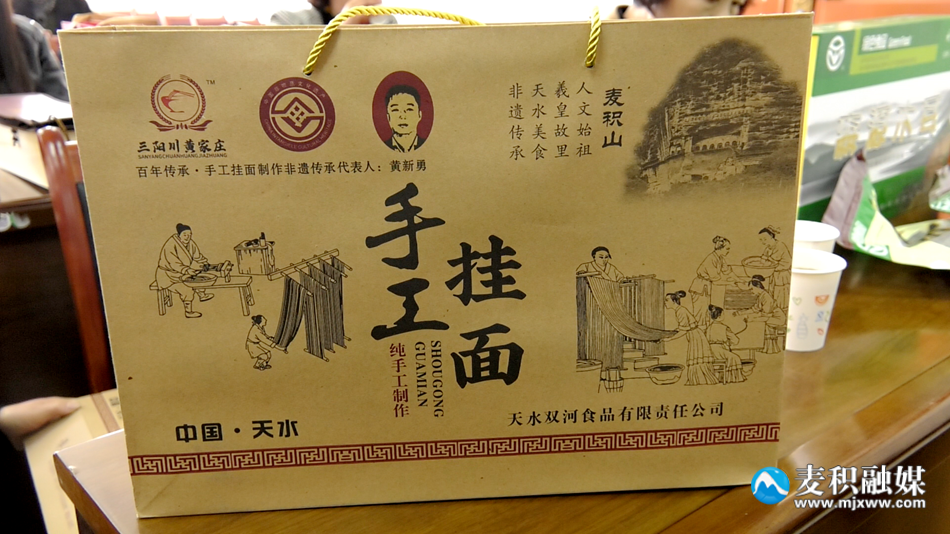 三阳川黄家庄
TM
SANYANGCHUANHUANGJIAZHUANG
百年传承·手工挂面制作非遗传承代表人：黄新勇
麦积山
人文始祖
羲皇故里
天水美食
非遗传承
手工
挂面
SHOUGONG
GUAMIAN
纯手工制作
中国·天水
天水双河食品有限责任公司
麦积融媒
www.mjxww.com